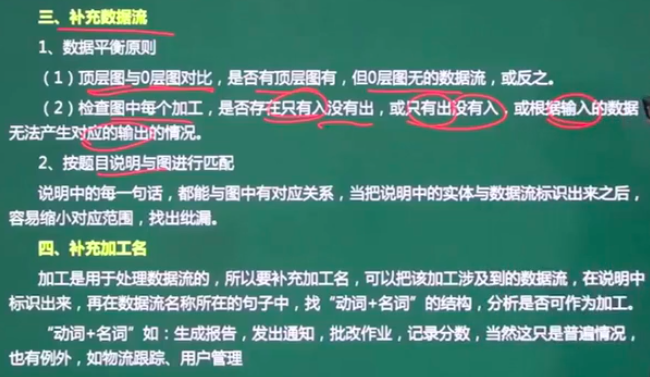 三、补充数据流
1、数据平衡原则
（1）顶层图与0层图对比，是否有顶层图有，但0层图无的数据流，或反之。
（2）检查图中每个加工，是否存在只有入没有出，或只有出没有入，或根据输入的数据
无法产生对应的输出的情况。
2、按题目说明与图进行匹配
说明中的每一句话，都能与图中有对应关系，当把说明中的实体与数据流标识出来之后，
容易缩小对应范围，找出纰漏。
四、补充加工名
加工是用于处理数据流的，所以要补充加工名，可以把该加工涉及到的数据流，在说明中
标识出来，再在数据流名称所在的句子中，找“动词+名词”的结构，分析是否可作为加工。
“动词+名词”如：生成报告，发出通知，批改作业，记录分数，当然这只是普遍情况，
也有例外，如物流跟踪、用户管理